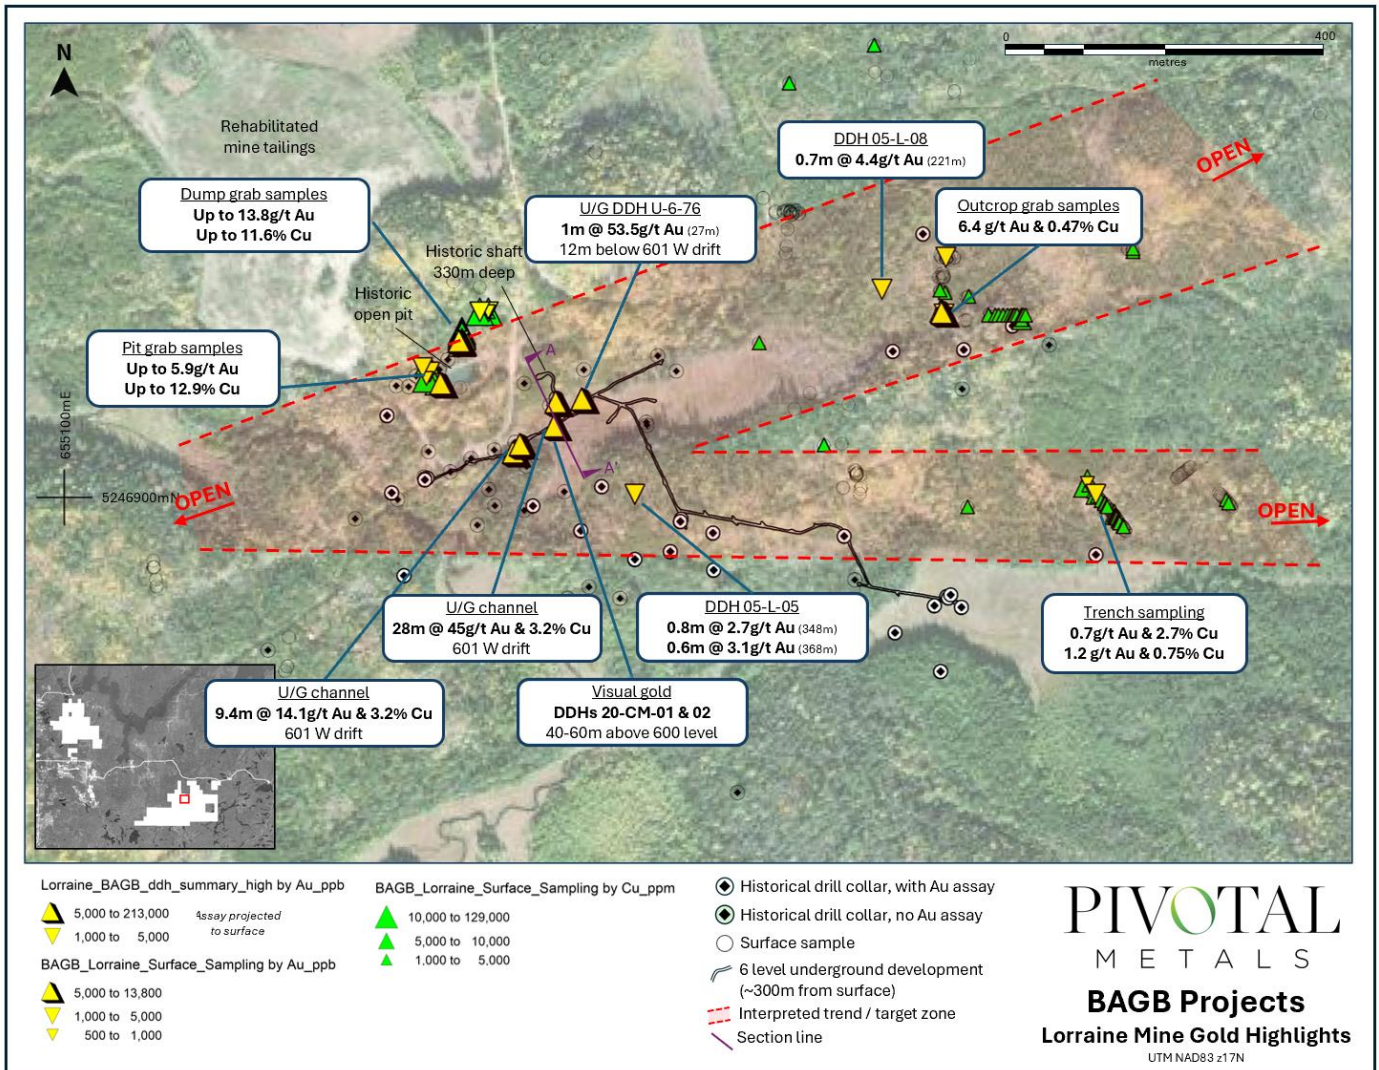 N
0 400
metres
Rehabilitated
mine tailings
DDH 05-L-08
0.7m @ 4.4g/t Au (221m)
OPEN
Dump grab samples
Up to 13.8g/t Au
Up to 11.6% Cu
U/G DDH U-6-76
1m @ 53.5g/t Au (27m)
12m below 601 W drift
Outcrop grab samples
6.4 g/t Au & 0.47% Cu
Historic shaft
330m deep
Historic
open pit
Pit grab samples
Up to 5.9g/t Au
Up to 12.9% Cu
A
A'
655100mE
5246900mN
OPEN
OPEN
U/G channel
28m @ 45g/t Au & 3.2% Cu
601 W drift
DDH 05-L-05
0.8m @ 2.7g/t Au (348m)
0.6m @ 3.1g/t Au (368m)
Trench sampling
0.7g/t Au & 2.7% Cu
1.2 g/t Au & 0.75% Cu
U/G channel
9.4m @ 14.1g/t Au & 3.2% Cu
601 W drift
Visual gold
DDHs 20-CM-01 & 02
40-60m above 600 level
Lorraine_BAGB_ddh_summary_high by Au_ppb
5,000 to 213,000
1,000 to 5,000
Assay projected
to surface
BAGB_Lorraine_Surface_Sampling by Au_ppb
5,000 to 13,800
1,000 to 5,000
500 to 1,000
BAGB_Lorraine_Surface_Sampling by Cu_ppm
10,000 to 129,000
5,000 to 10,000
1,000 to 5,000
Historical drill collar, with Au assay
Historical drill collar, no Au assay
Surface sample
6 level underground development
(~300m from surface)
Interpreted trend / target zone
Section line
PIVOTAL
METALS
BAGB Projects
Lorraine Mine Gold Highlights
UTM NAD83 z17N